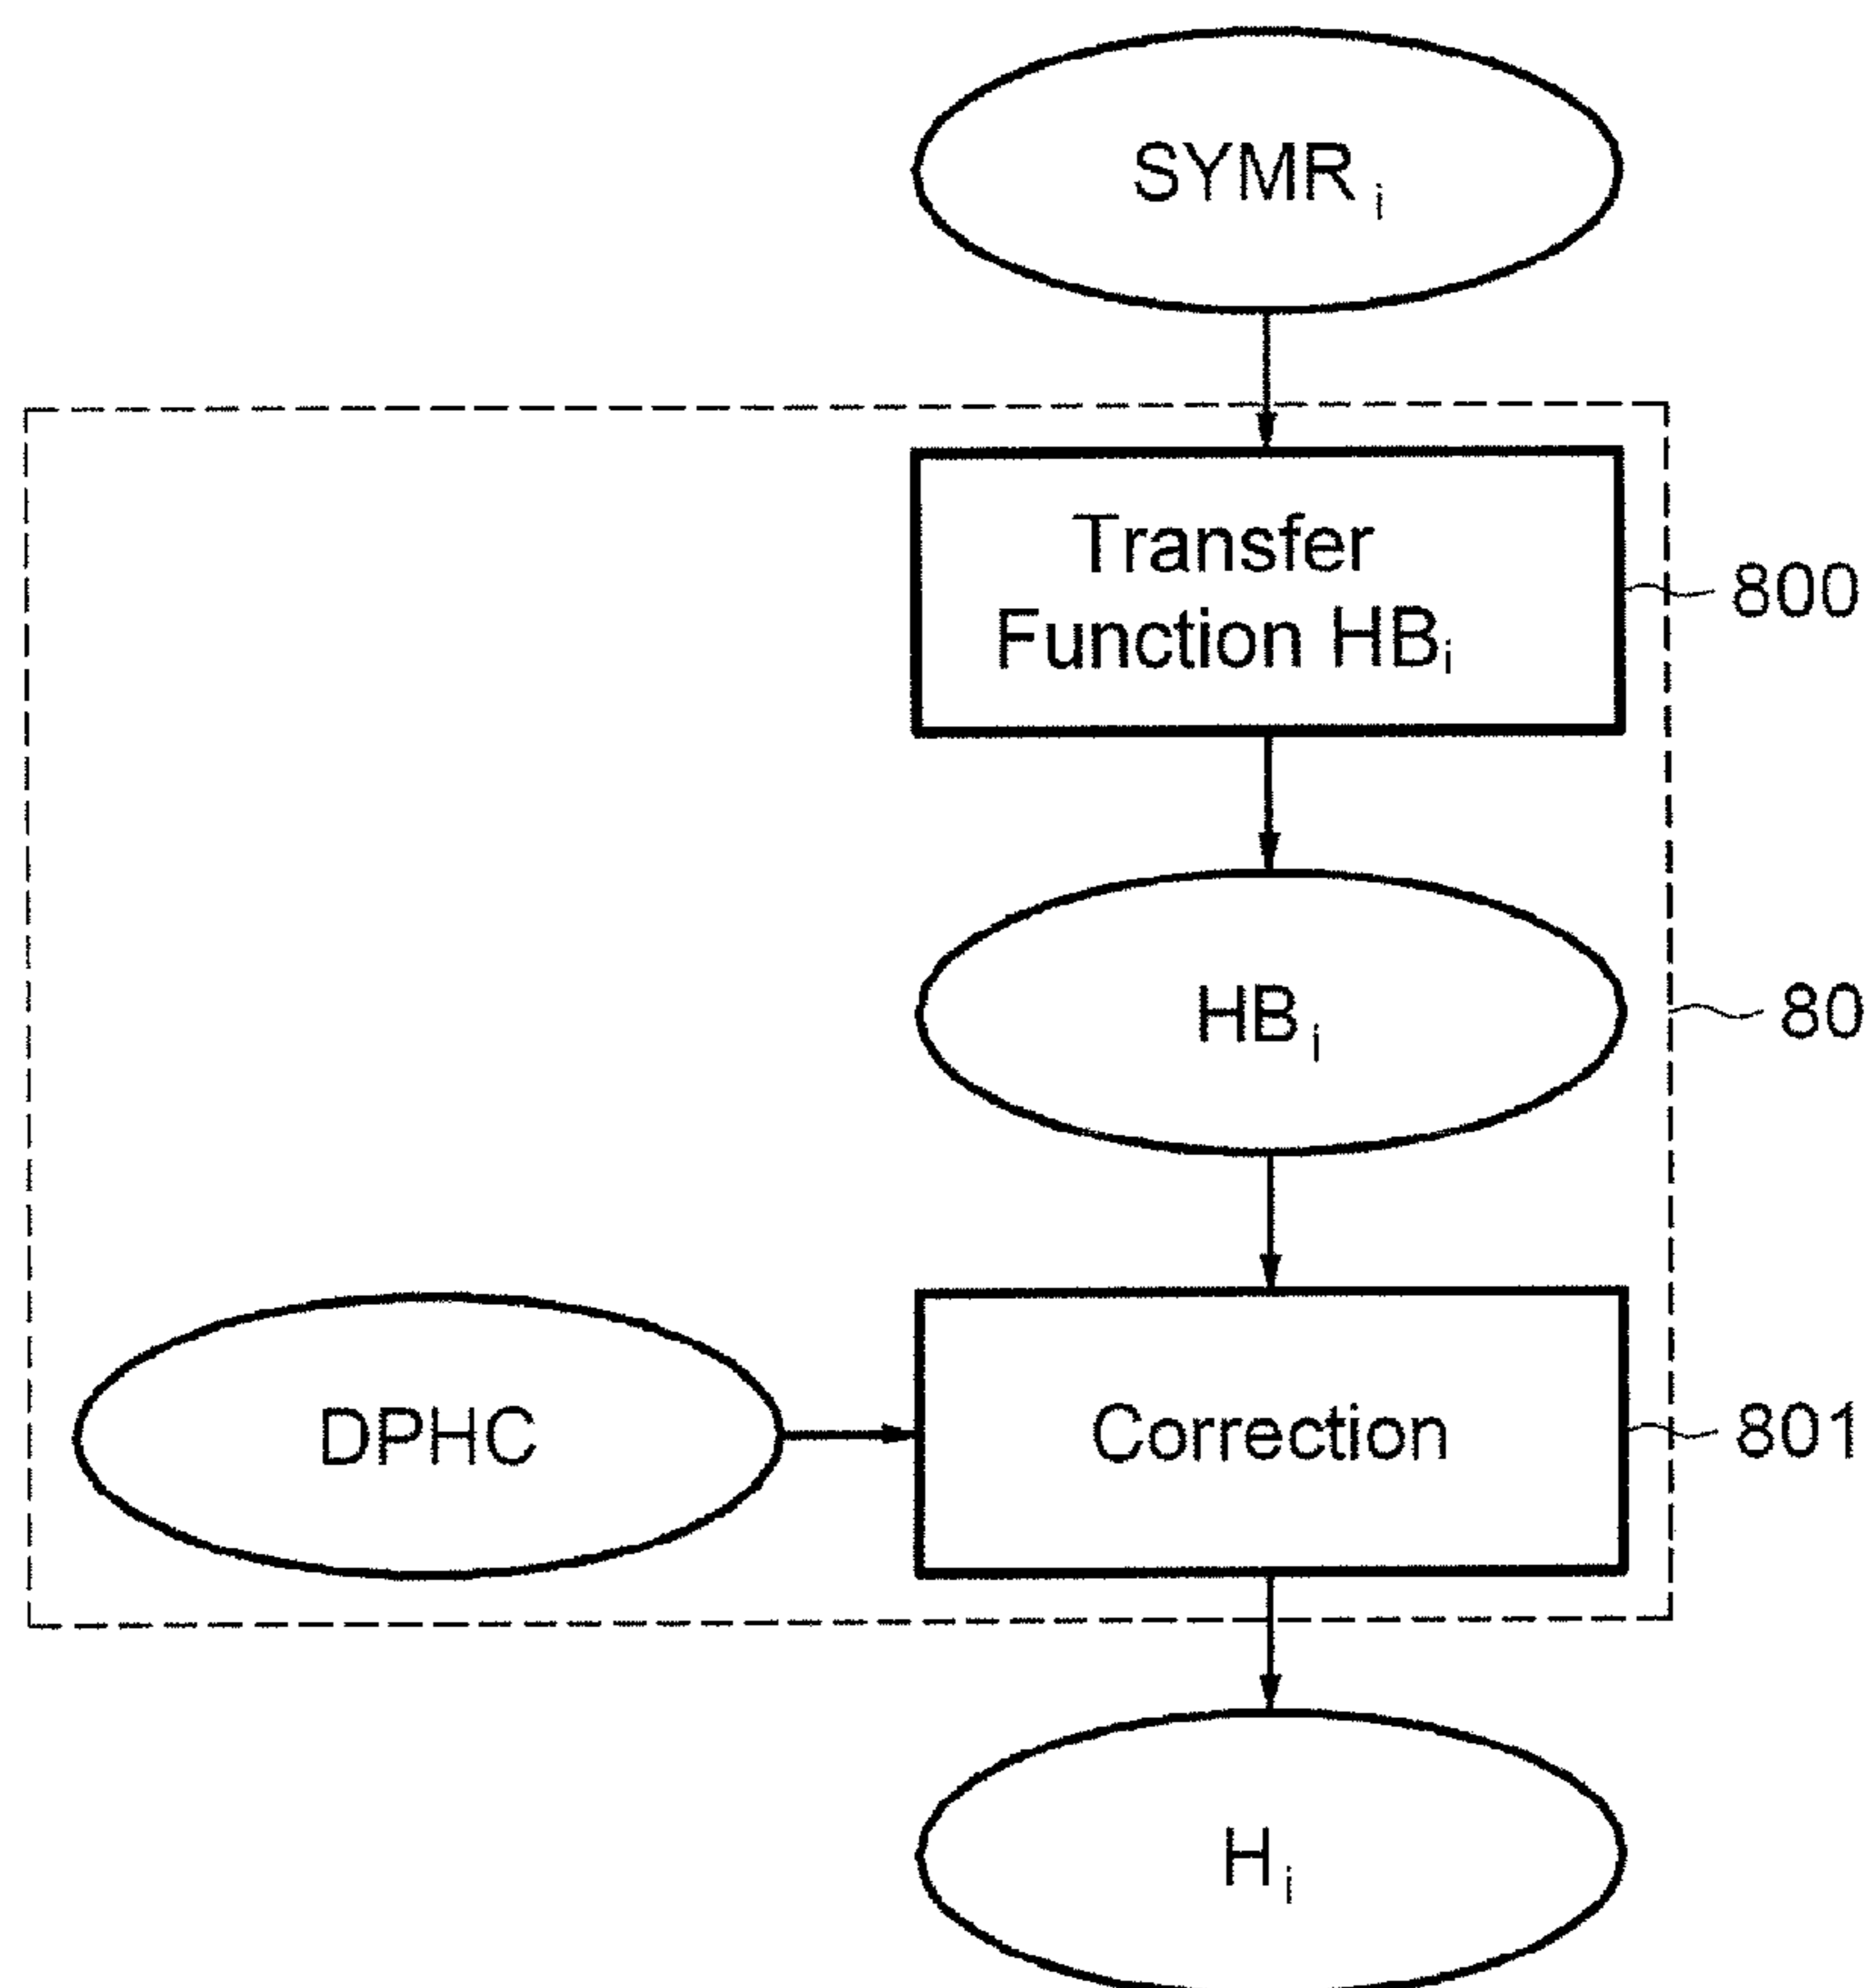 SYMR i
Transfer
Function HBi
800
HB i
80
DPHC
Correction
801
H i